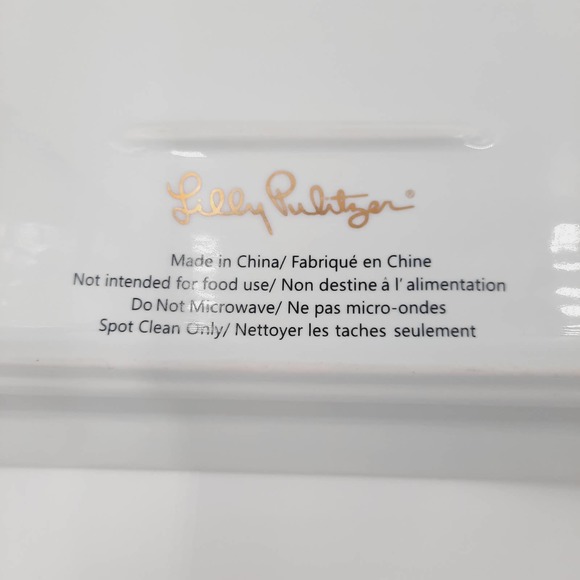 Lilly Pulitzer®
Made in China/ Fabriqué en Chine
Not intended for food use/ Non destine à l' alimentation
Do Not Microwave/ Ne pas micro-ondes
Spot Clean Only/ Nettoyer les taches seulement